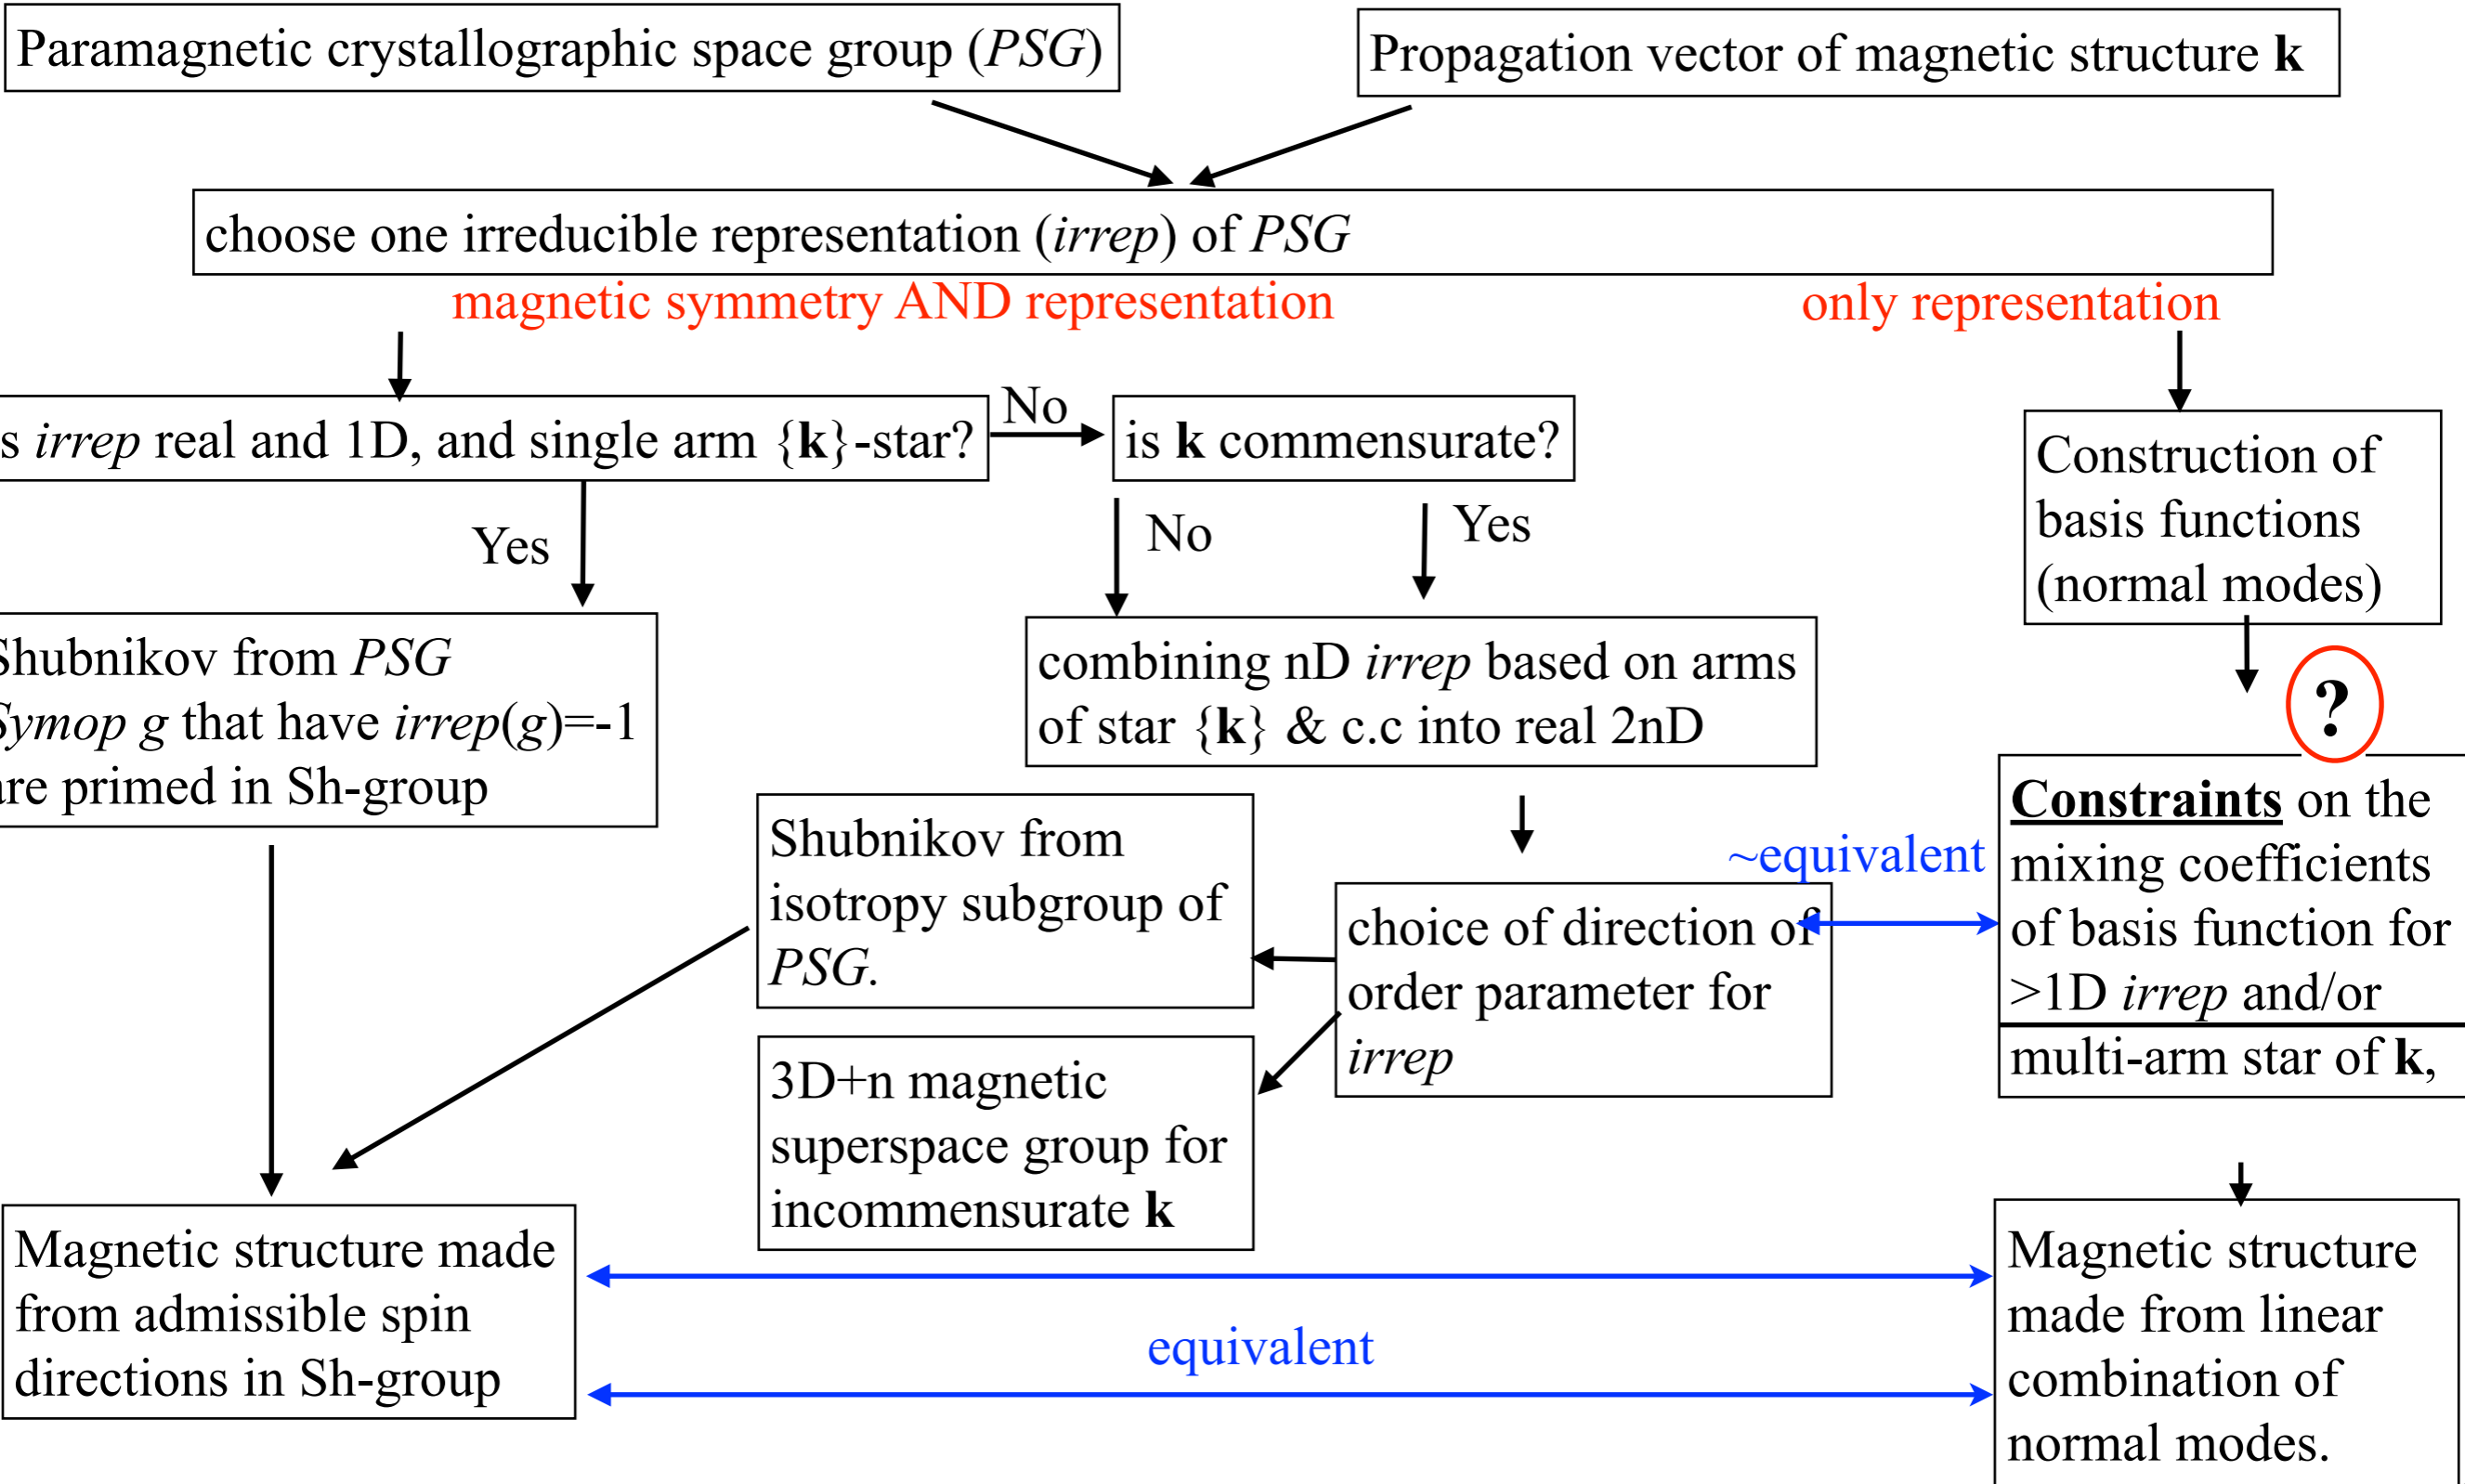 Paramagnetic crystallographic space group (PSG)
Propagation vector of magnetic structure k
choose one irreducible representation (irrep) of PSG
magnetic symmetry AND representation
only representation
s irrep real and 1D, and single arm {k}-star?
No
is k commensurate?
Construction of
basis functions
(normal modes)
Yes
No
Yes
Shubnikov from PSG
Symop g that have irrep(g)=-1
are primed in Sh-group
combining nD irrep based on arms
of star {k} & c.c into real 2nD
?
Constraints on the
mixing coefficients
of basis function for
>1D irrep and/or
multi-arm star of k,
~equivalent
Shubnikov from
isotropy subgroup of
PSG.
choice of direction of
order parameter for
irrep
3D+n magnetic
superspace group for
incommensurate k
Magnetic structure made
from admissible spin
directions in Sh-group
equivalent
Magnetic structure
made from linear
combination of
normal modes.